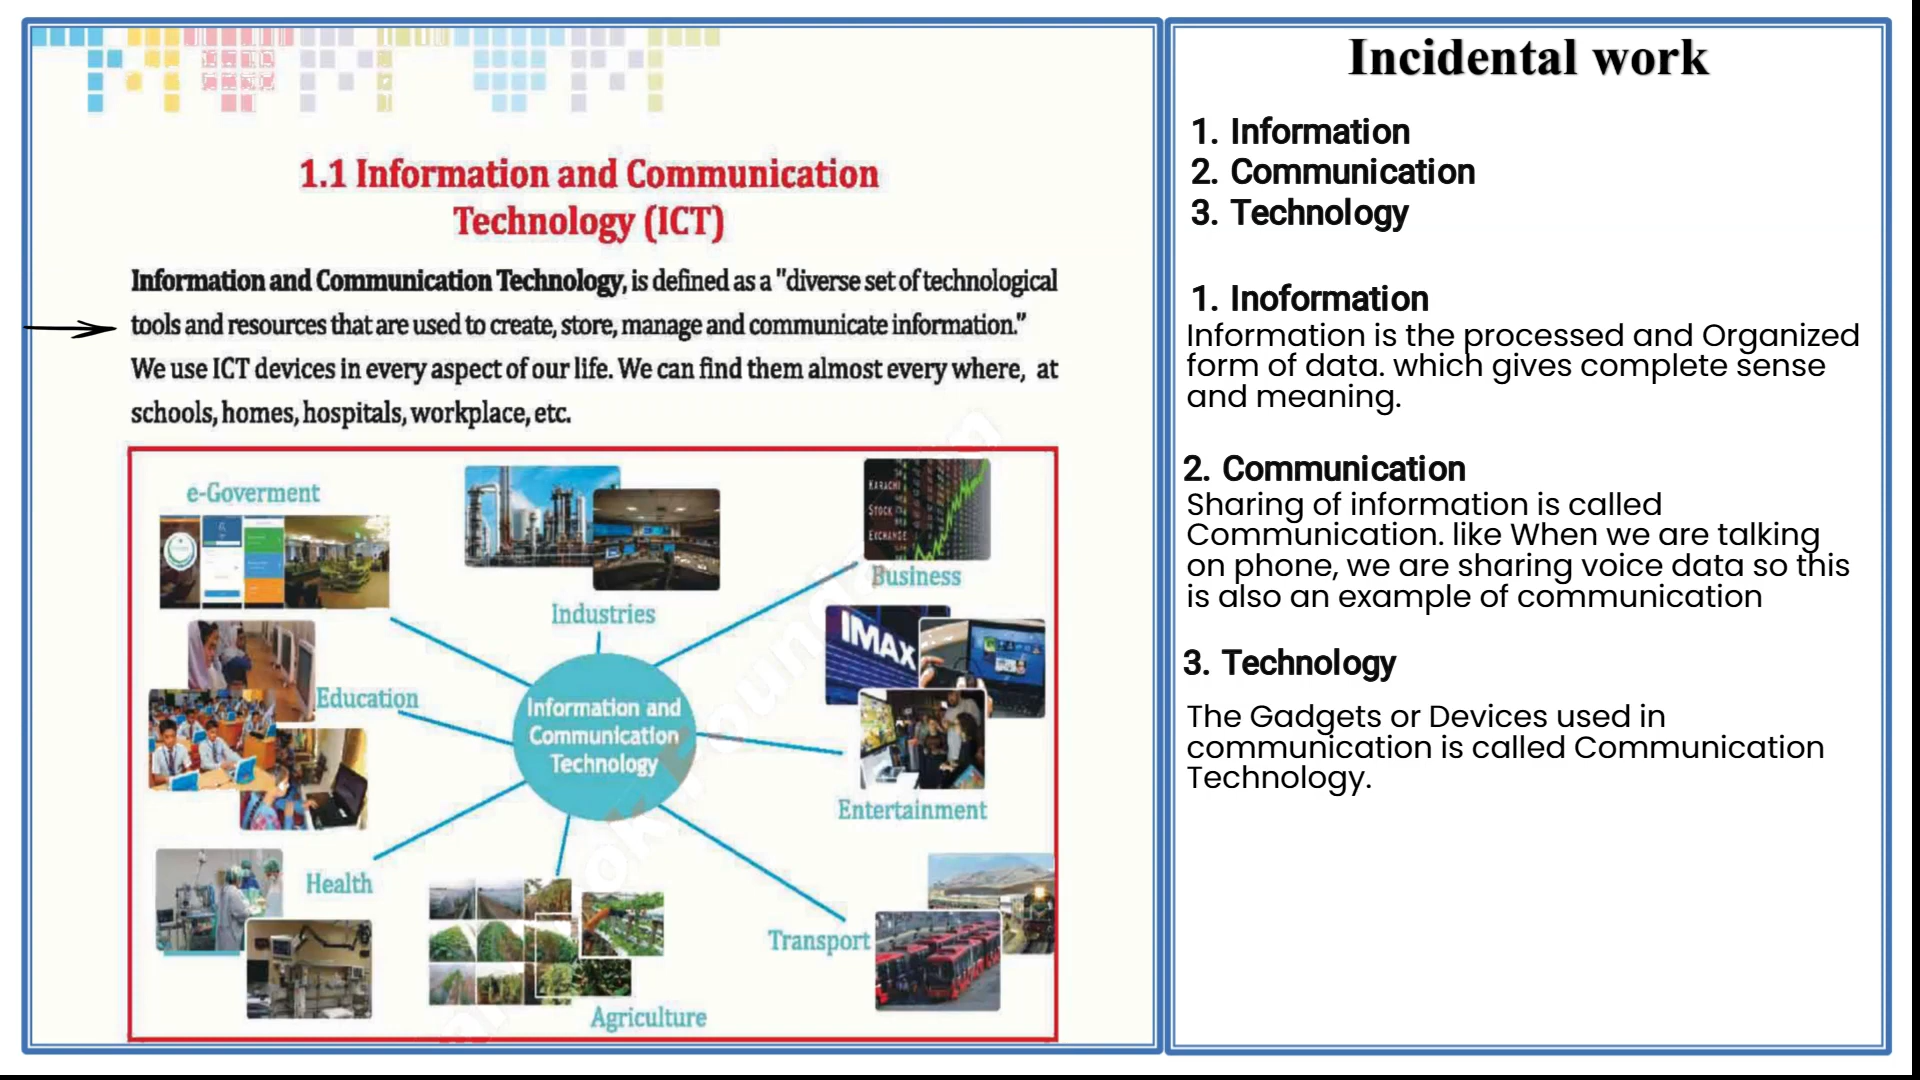 1.1 Information and Communication
Technology (ICT)
Information and Communication Technology, is defined as a "diverse set of technological
tools and resources that are used to create, store, manage and communicate information."
We use ICT devices in every aspect of our life. We can find them almost every where, at
schools, homes, hospitals, workplace, etc.
e-Goverment
Industries
KARACHI
STOCK
EXCHANGE
Business
IMAX
Education
Information and
Communication
Technology
Entertainment
Health
Transport
Agriculture
Incidental work
1. Information
2. Communication
3. Technology
1. Inoformation
Information is the processed and Organized
form of data. which gives complete sense
and meaning.
2. Communication
Sharing of information is called
Communication. like When we are talking
on phone, we are sharing voice data so this
is also an example of communication
3. Technology
The Gadgets or Devices used in
communication is called Communication
Technology.